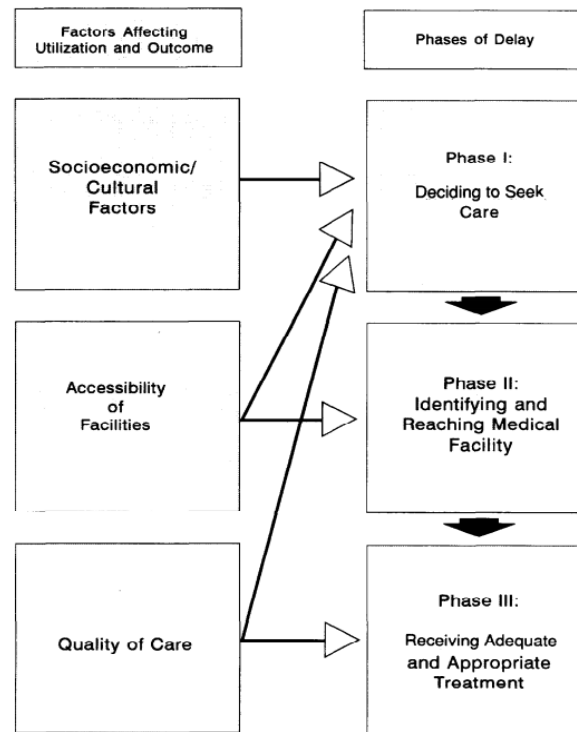 Factors Affecting
Utilization and Outcome
Phases of Delay
Socioeconomic/
Cultural
Factors
Phase I:
Deciding to Seek
Care
Accessibility
of
Facilities
Phase II:
Identifying and
Reaching Medical
Facility
Quality of Care
Phase III:
Receiving Adequate
and Appropriate
Treatment